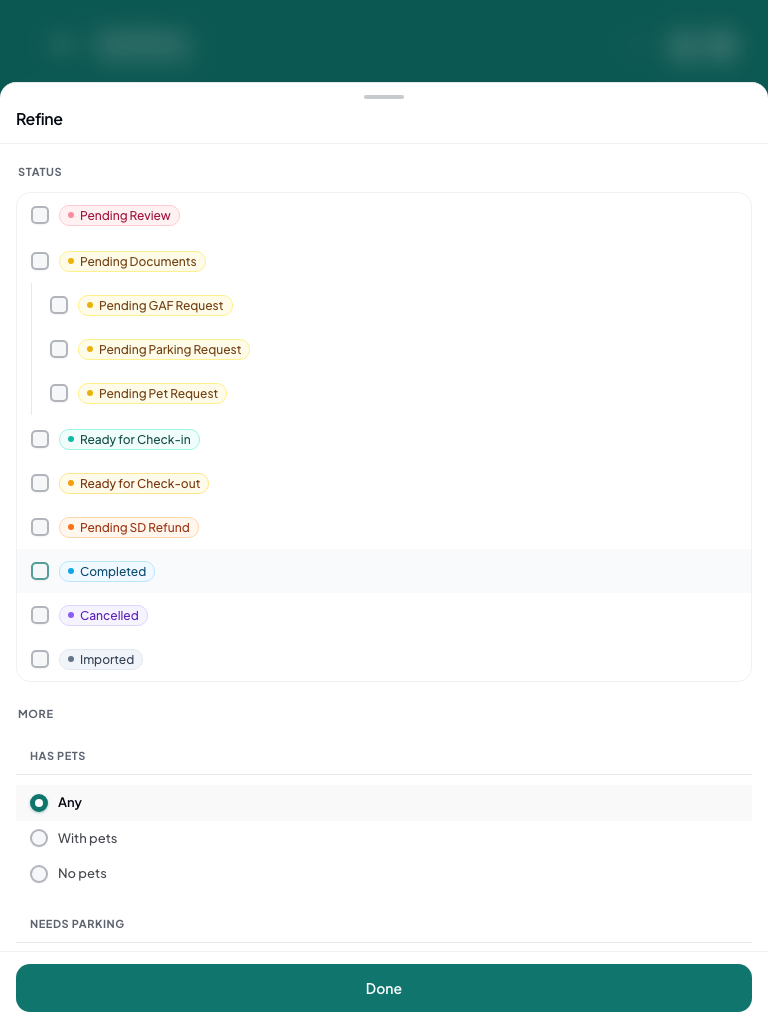 Refine
STATUS
Pending Review
Pending Documents
Pending GAF Request
Pending Parking Request
Pending Pet Request
Ready for Check-in
Ready for Check-out
Pending SD Refund
Completed
Cancelled
Imported
MORE
HAS PETS
Any
With pets
No pets
NEEDS PARKING
Done